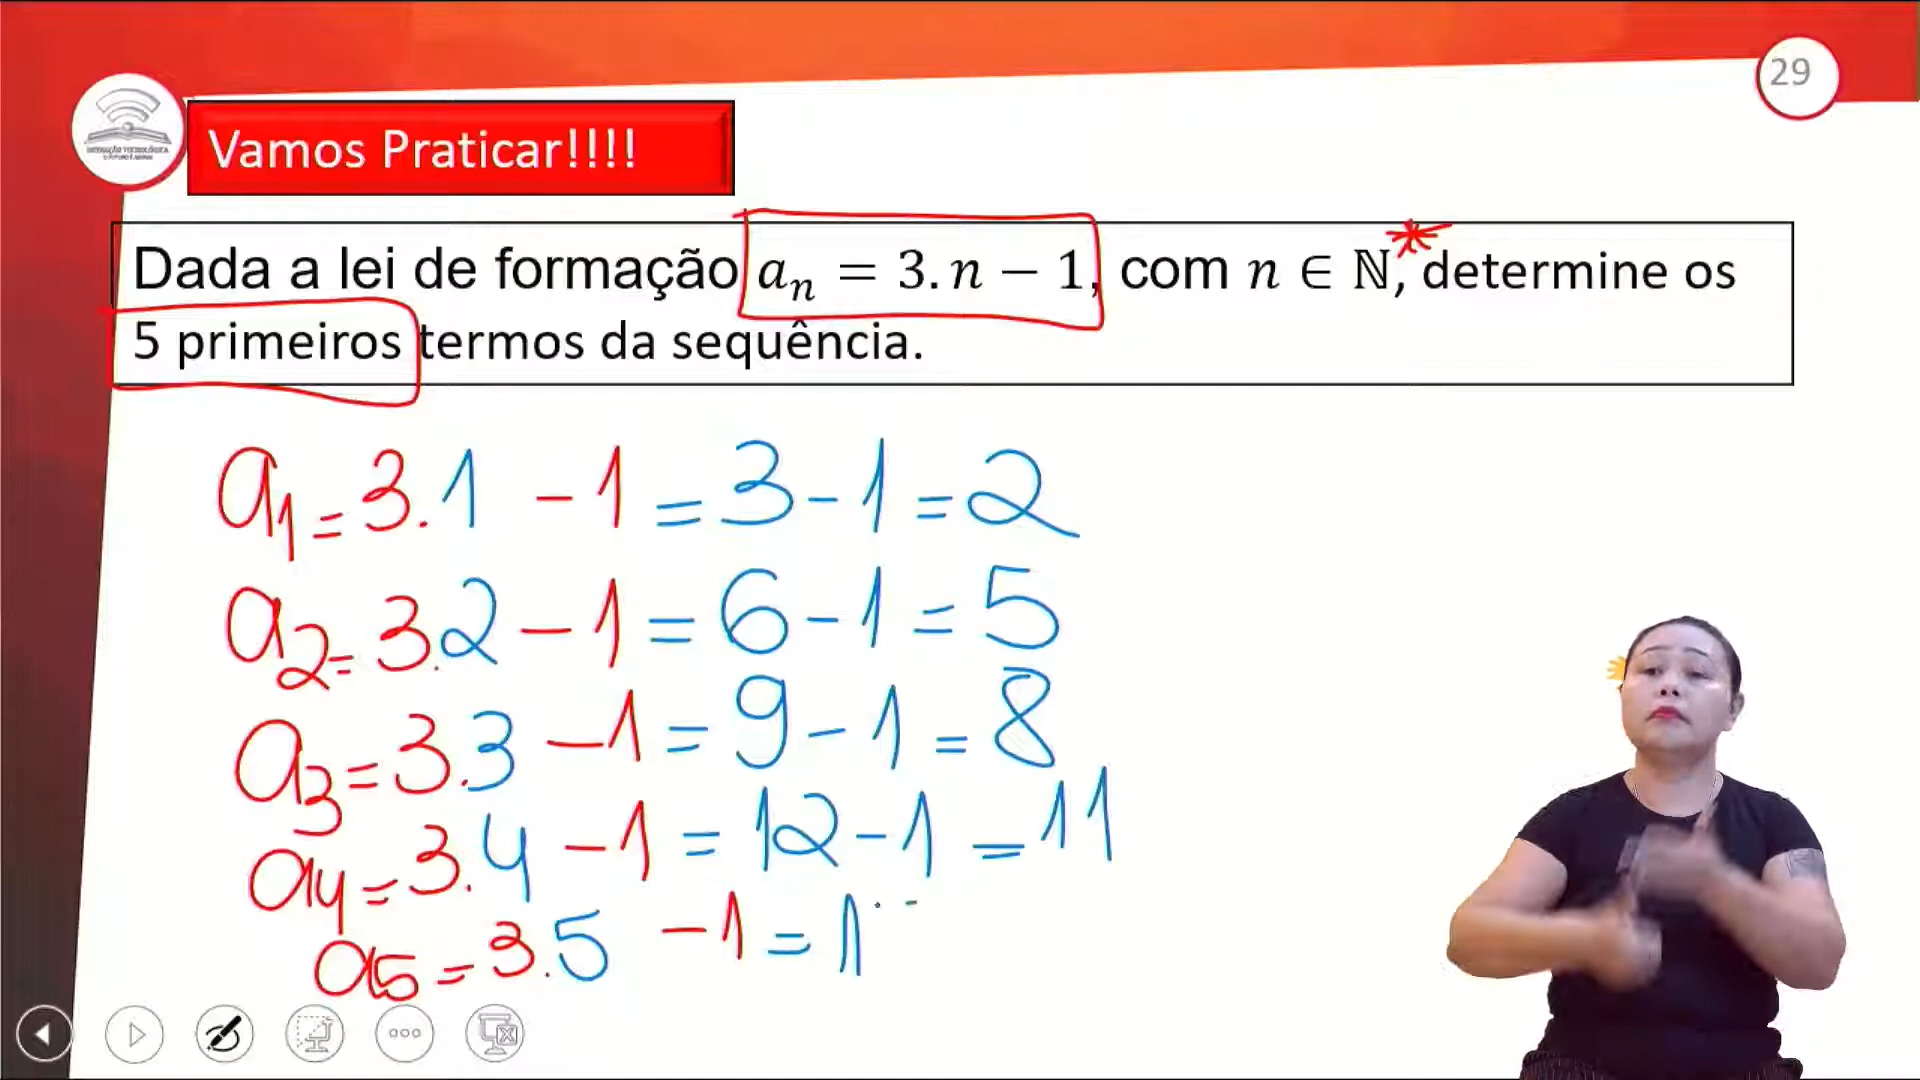 29
Vamos Praticar!!!!
Dada a lei de formação aₙ = 3. n − 1, com n ∈ ℕ*, determine os
5 primeiros termos da sequência.
a₁ = 3.1 − 1 = 3 − 1 = 2
a₂ = 3.2 − 1 = 6 − 1 = 5
a₃ = 3.3 − 1 = 9 − 1 = 8
a₄ = 3.4 − 1 = 12 − 1 = 11
a₅ = 3.5 − 1 = 1